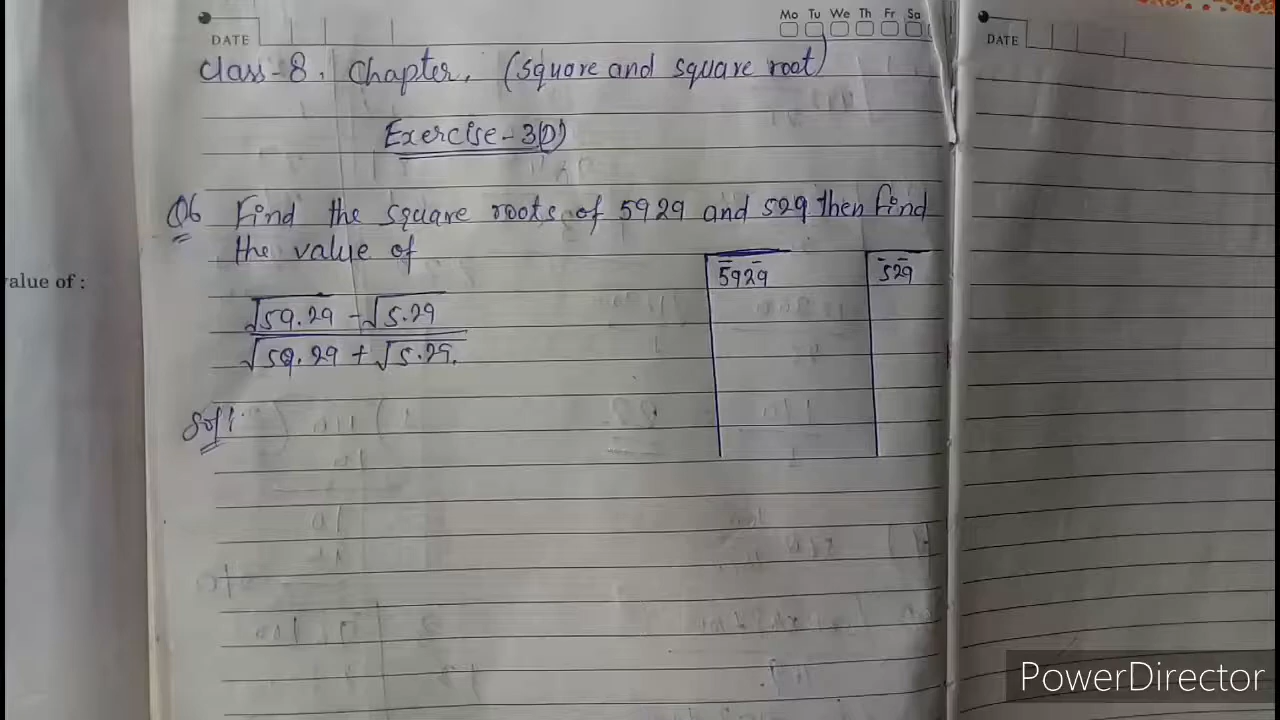 Mo Tu We Th Fr Sa
DATE
DATE
Class-8. Chapter. (square and square root)
Exercise-3(D)
Q6 Find the square roots of 5929 and 529 then find
the value of
alue of :
5929 529
√59.29 - √5.29
√59.29 + √5.29.
Sol:
PowerDirector